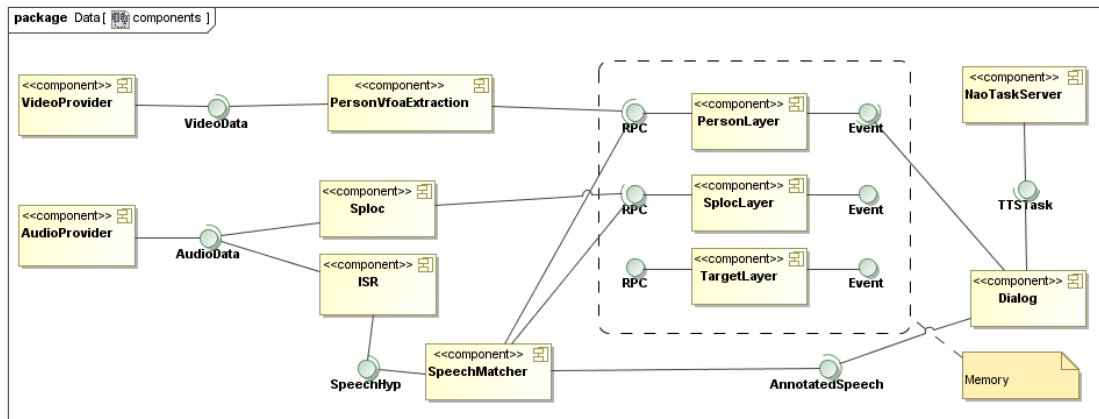 package Data [ components ]
<<component>>
VideoProvider
VideoData
<<component>>
PersonVfoaExtraction
RPC
<<component>>
PersonLayer
Event
<<component>>
NaoTaskServer
TTSTask
<<component>>
AudioProvider
AudioData
<<component>>
Sploc
RPC
<<component>>
SplocLayer
Event
<<component>>
ISR
RPC
<<component>>
TargetLayer
Event
<<component>>
Dialog
SpeechHyp
<<component>>
SpeechMatcher
AnnotatedSpeech
Memory